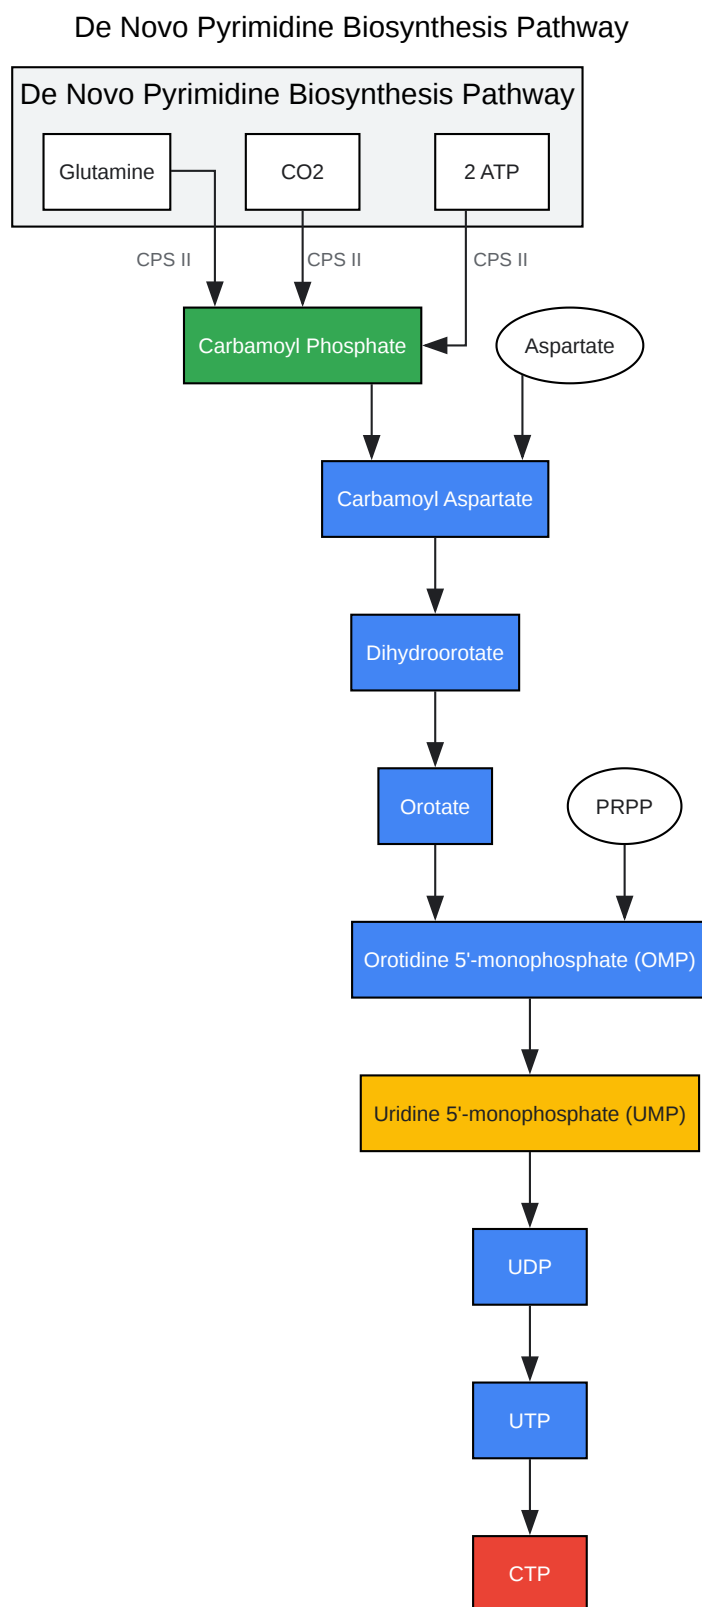 De Novo Pyrimidine Biosynthesis Pathway
De Novo Pyrimidine Biosynthesis Pathway
Glutamine
CO2
2 ATP
CPS II
CPS II
CPS II
Carbamoyl Phosphate
Aspartate
Carbamoyl Aspartate
Dihydroorotate
Orotate
PRPP
Orotidine 5'-monophosphate (OMP)
Uridine 5'-monophosphate (UMP)
UDP
UTP
CTP